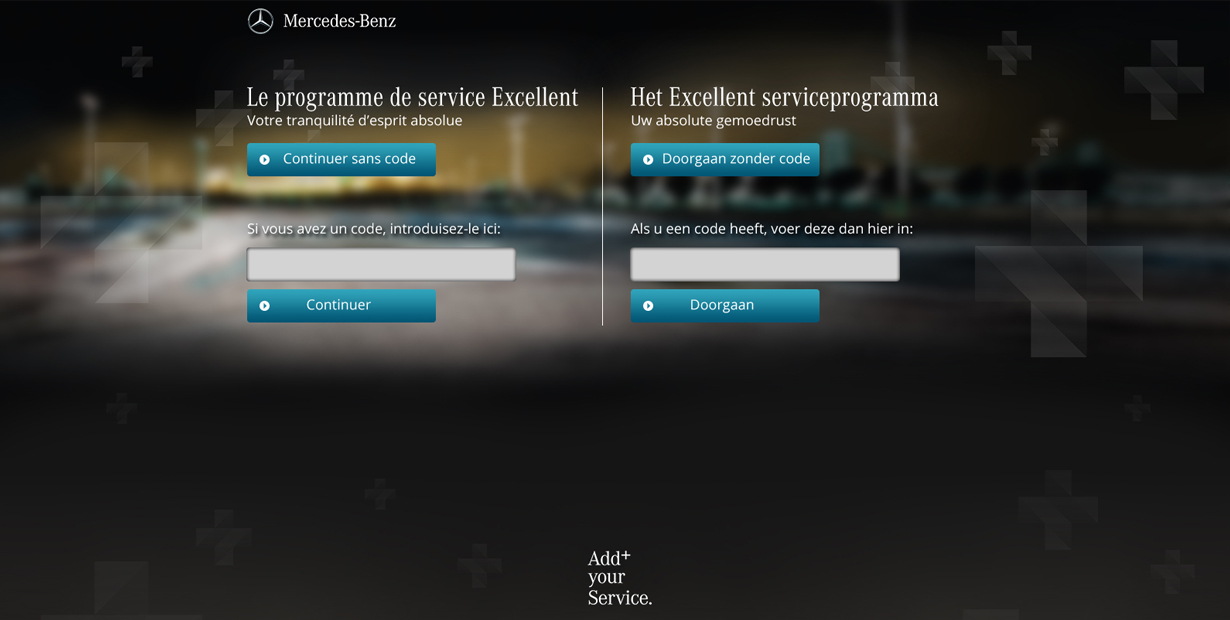 Mercedes-Benz
Le programme de service Excellent
Votre tranquilité d'esprit absolue
Continuer sans code
Si vous avez un code, introduisez-le ici:
Continuer
Het Excellent serviceprogramma
Uw absolute gemoedrust
Doorgaan zonder code
Als u een code heeft, voer deze dan hier in:
Doorgaan
Add+
your
Service.